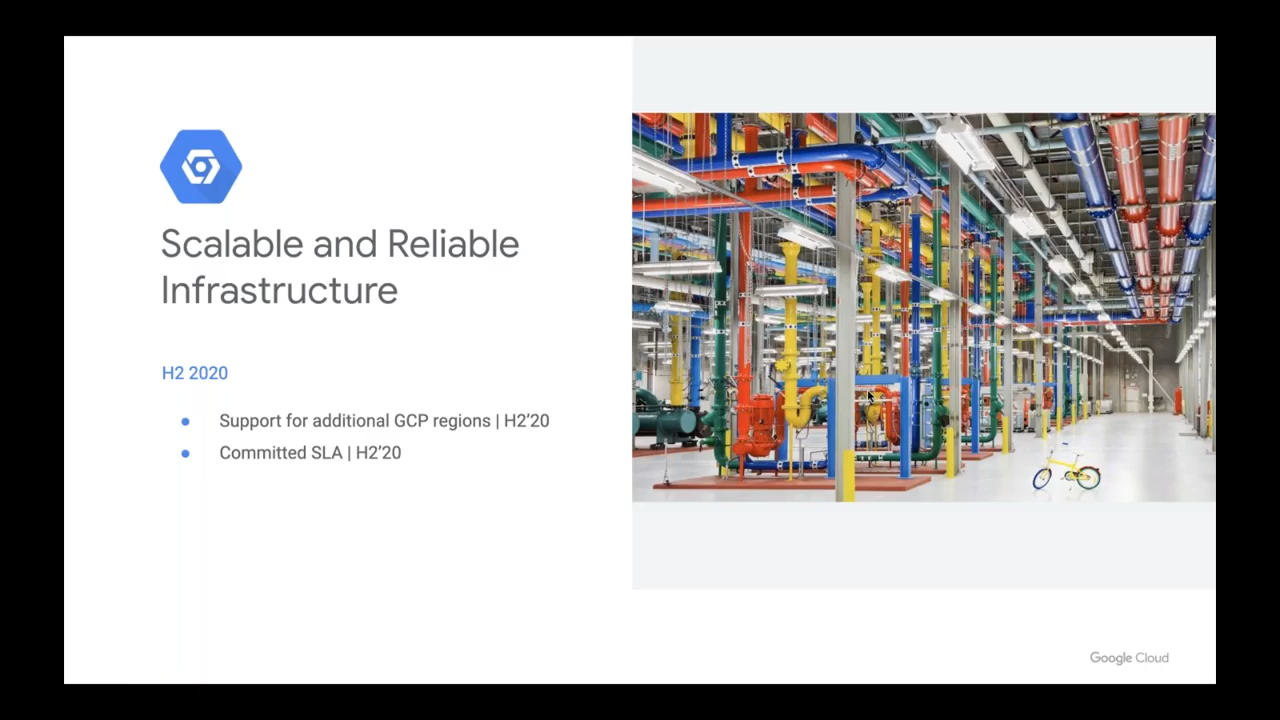 Scalable and Reliable
Infrastructure
H2 2020
Support for additional GCP regions | H2’20
Committed SLA | H2’20
Google Cloud